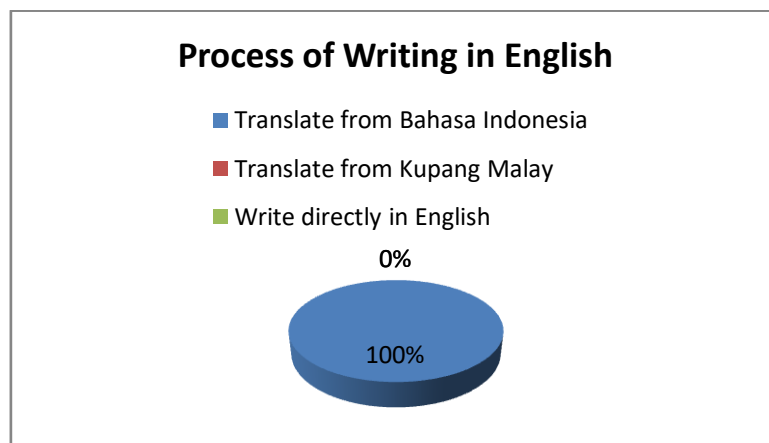 Process of Writing in English
Translate from Bahasa Indonesia
Translate from Kupang Malay
Write directly in English
0%
100%